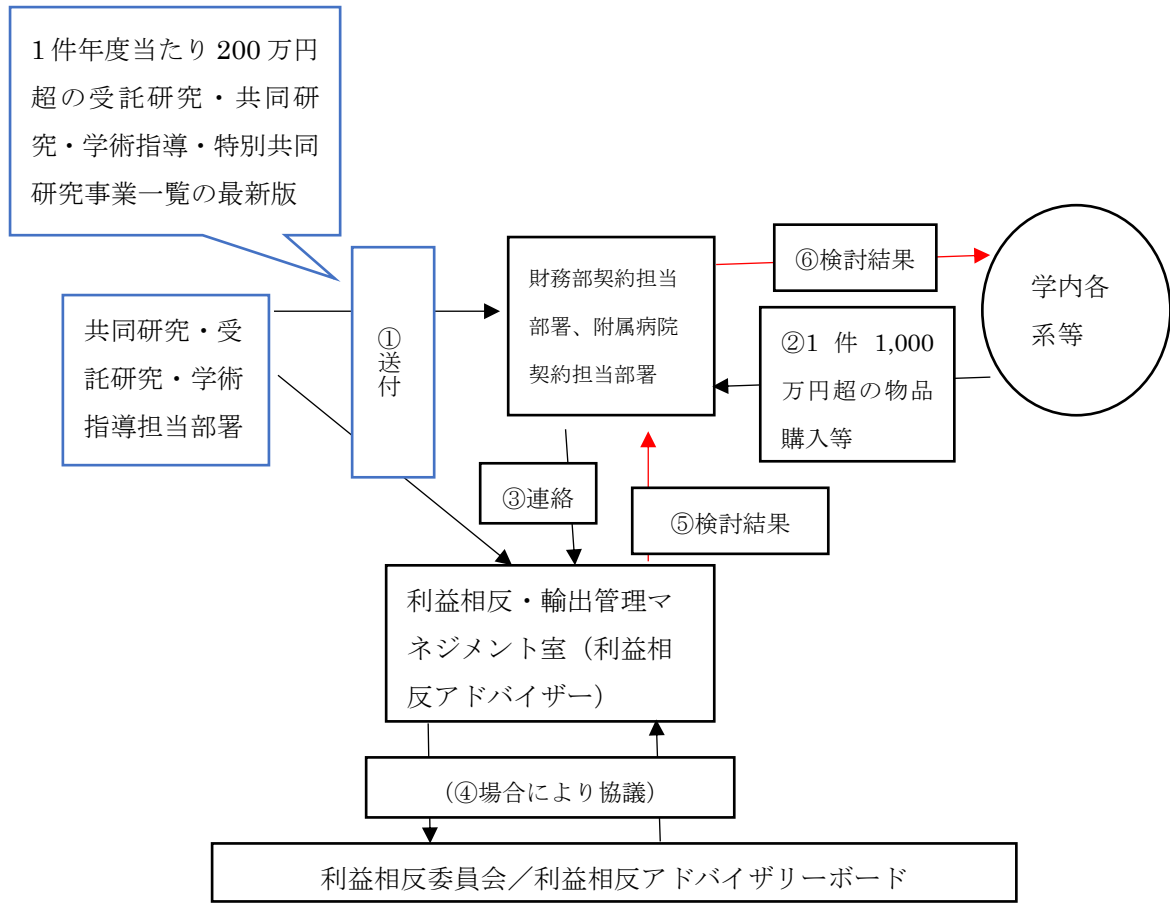 1件年度当たり 200 万円
超の受託研究・共同研
究・学術指導・特別共同
研究事業一覧の最新版
共同研究・受
託研究・学術
指導担当部署
①送付
財務部契約担当
部署、附属病院
契約担当部署
⑥検討結果
学内各
系等
②1 件 1,000
万円超の物品
購入等
③連絡
⑤検討結果
利益相反・輸出管理マ
ネジメント室（利益相
反アドバイザー）
(④場合により協議)
利益相反委員会／利益相反アドバイザリーボード